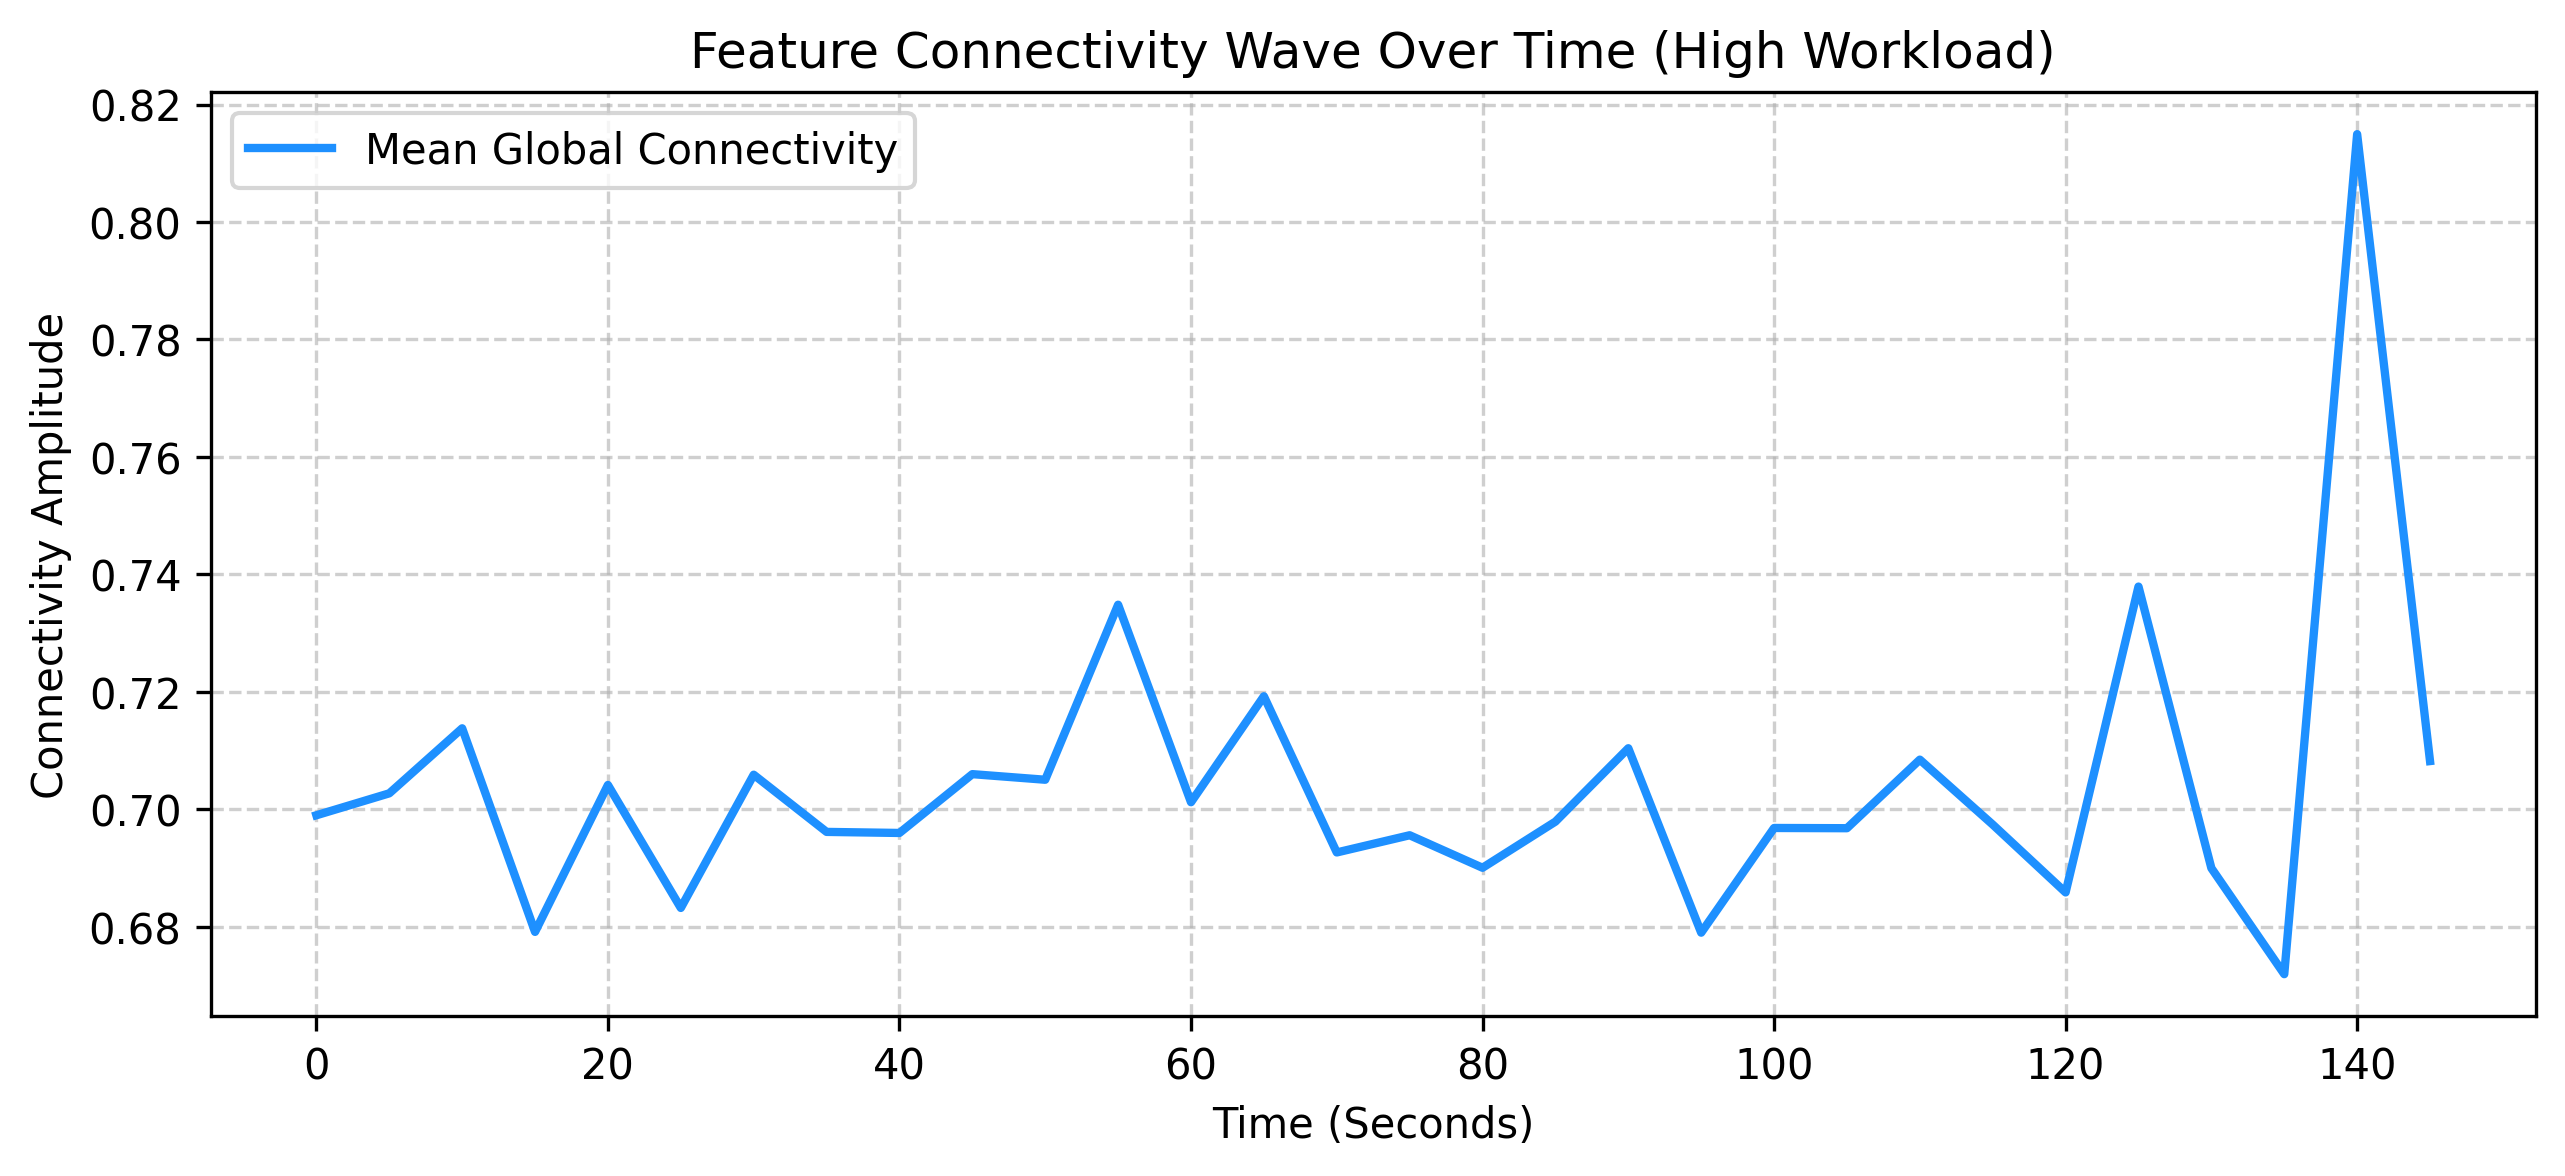 Feature Connectivity Wave Over Time (High Workload)
Mean Global Connectivity
Connectivity Amplitude
0.82
0.80
0.78
0.76
0.74
0.72
0.70
0.68
0 20 40 60 80 100 120 140
Time (Seconds)